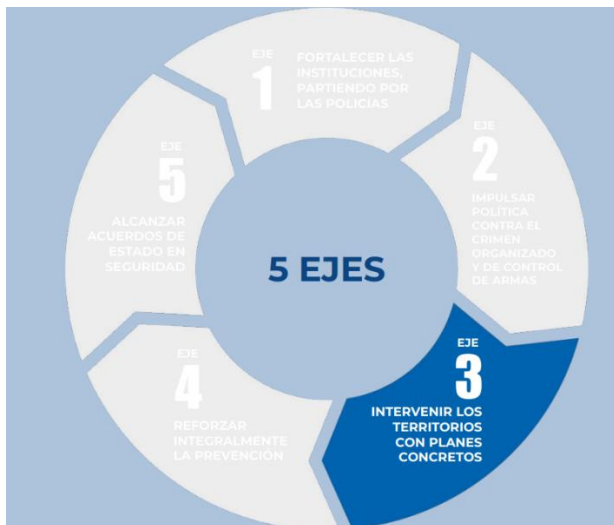 EJE
1
FORTALECER LAS
INSTITUCIONES,
PARTIENDO POR
LAS POLICÍAS
EJE
2
IMPULSAR
POLÍTICA
CONTRA EL
CRIMEN
ORGANIZADO
Y DE CONTROL
DE ARMAS
EJE
3
INTERVENIR LOS
TERRITORIOS
CON PLANES
CONCRETOS
EJE
4
REFORZAR
INTEGRALMENTE
LA PREVENCIÓN
EJE
5
ALCANZAR
ACUERDOS DE
ESTADO EN
SEGURIDAD
5 EJES